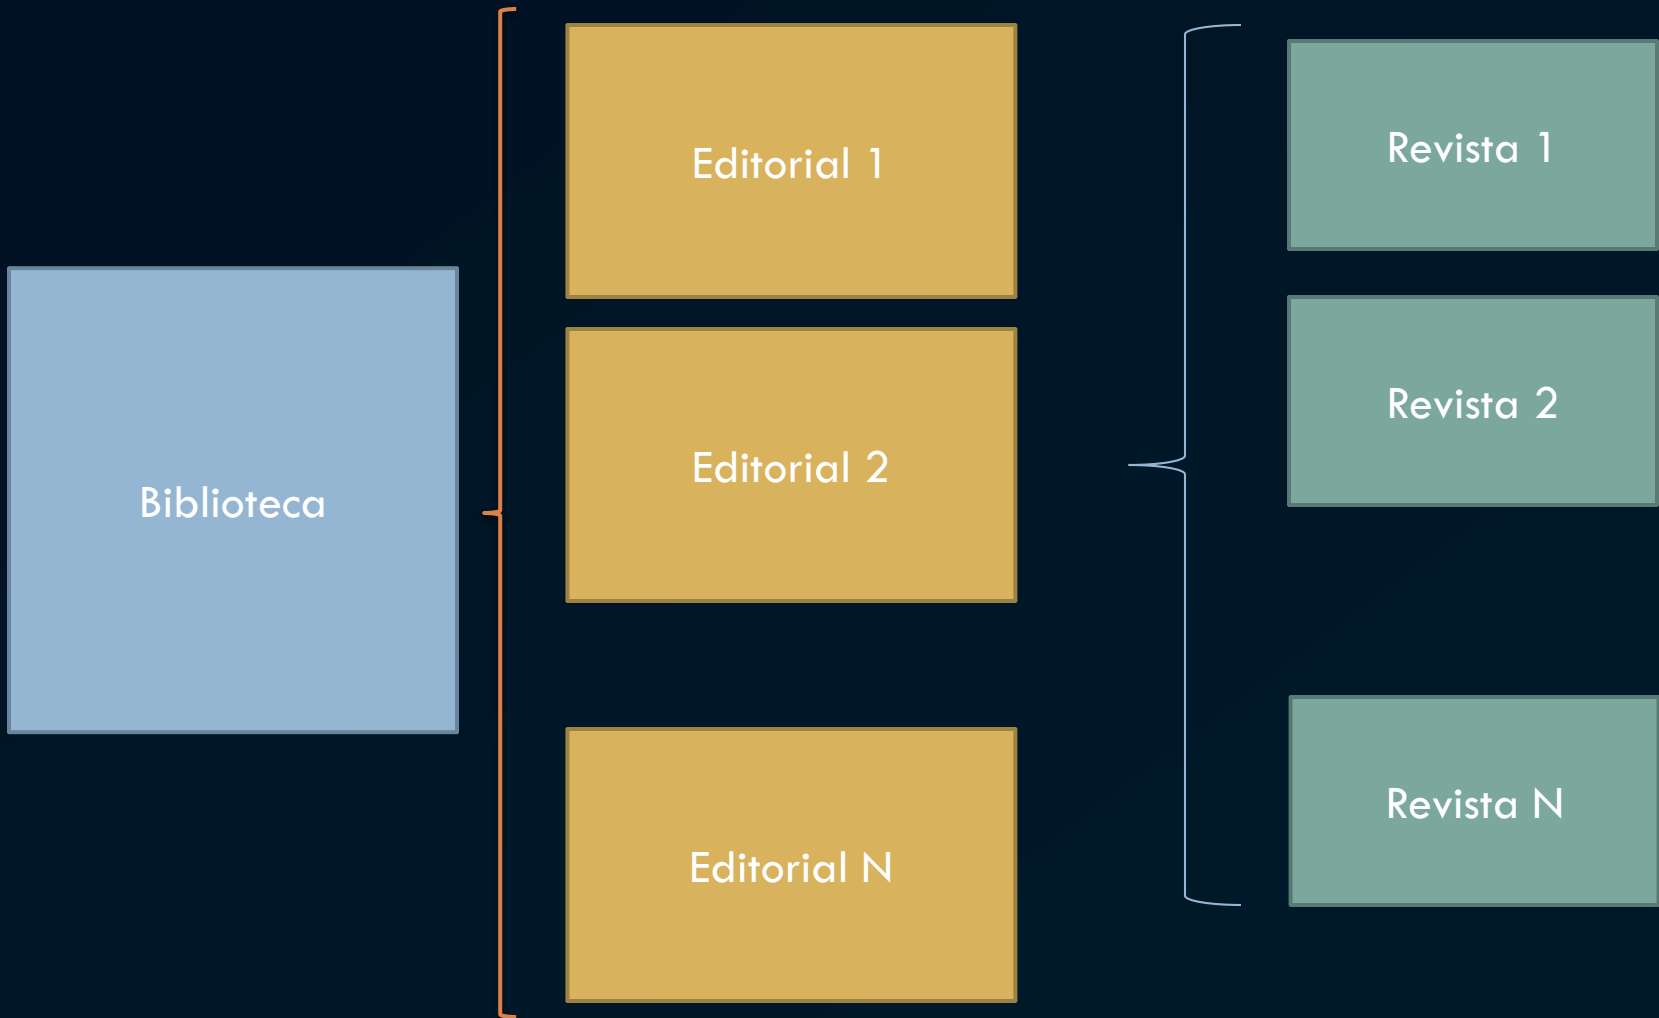 Biblioteca
Editorial 1
Editorial 2
Editorial N
Revista 1
Revista 2
Revista N